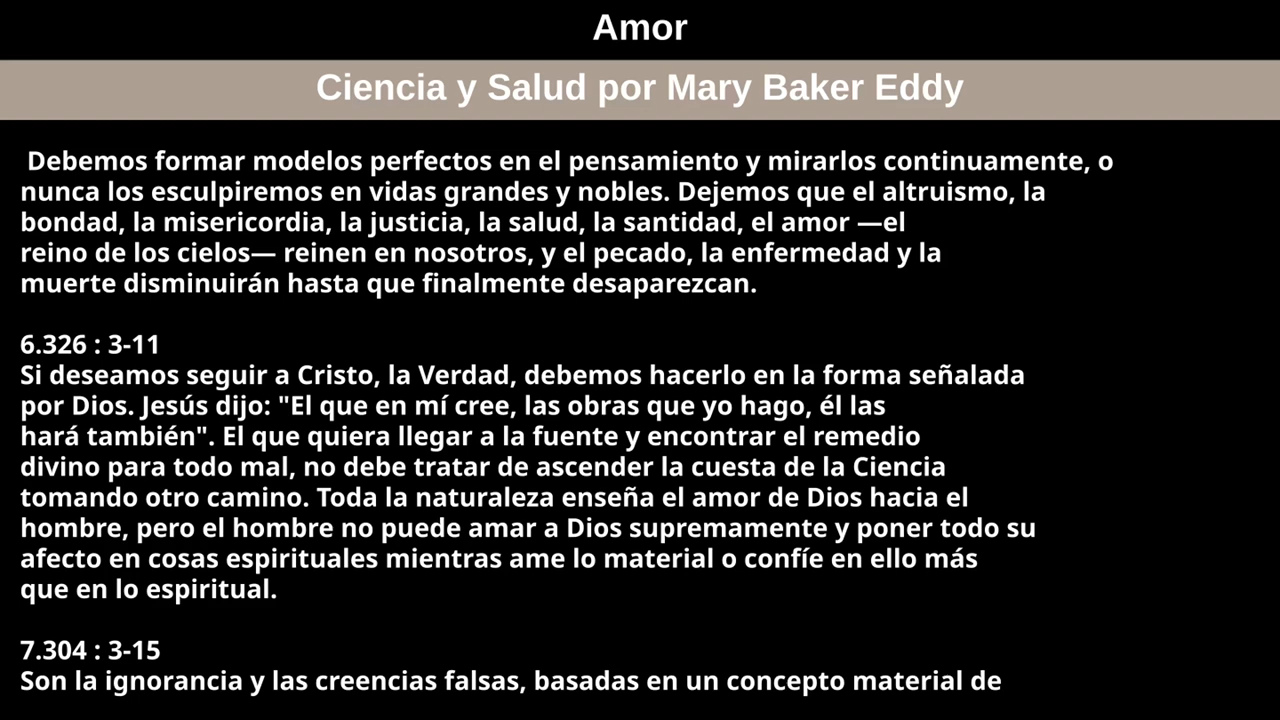 Amor
Ciencia y Salud por Mary Baker Eddy
Debemos formar modelos perfectos en el pensamiento y mirarlos continuamente, o
nunca los esculpiremos en vidas grandes y nobles. Dejemos que el altruismo, la
bondad, la misericordia, la justicia, la salud, la santidad, el amor —el
reino de los cielos— reinen en nosotros, y el pecado, la enfermedad y la
muerte disminuirán hasta que finalmente desaparezcan.
6.326 : 3-11
Si deseamos seguir a Cristo, la Verdad, debemos hacerlo en la forma señalada
por Dios. Jesús dijo: "El que en mí cree, las obras que yo hago, él las
hará también". El que quiera llegar a la fuente y encontrar el remedio
divino para todo mal, no debe tratar de ascender la cuesta de la Ciencia
tomando otro camino. Toda la naturaleza enseña el amor de Dios hacia el
hombre, pero el hombre no puede amar a Dios supremamente y poner todo su
afecto en cosas espirituales mientras ame lo material o confíe en ello más
que en lo espiritual.
7.304 : 3-15
Son la ignorancia y las creencias falsas, basadas en un concepto material de